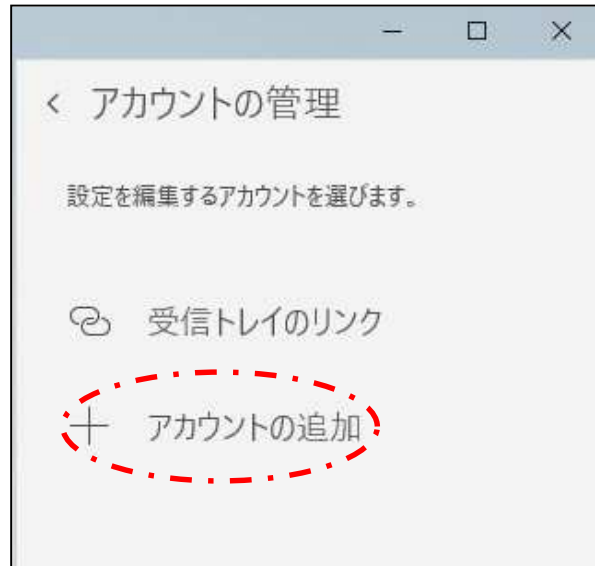 アカウントの管理
設定を編集するアカウントを選びます。
受信トレイのリンク
アカウントの追加